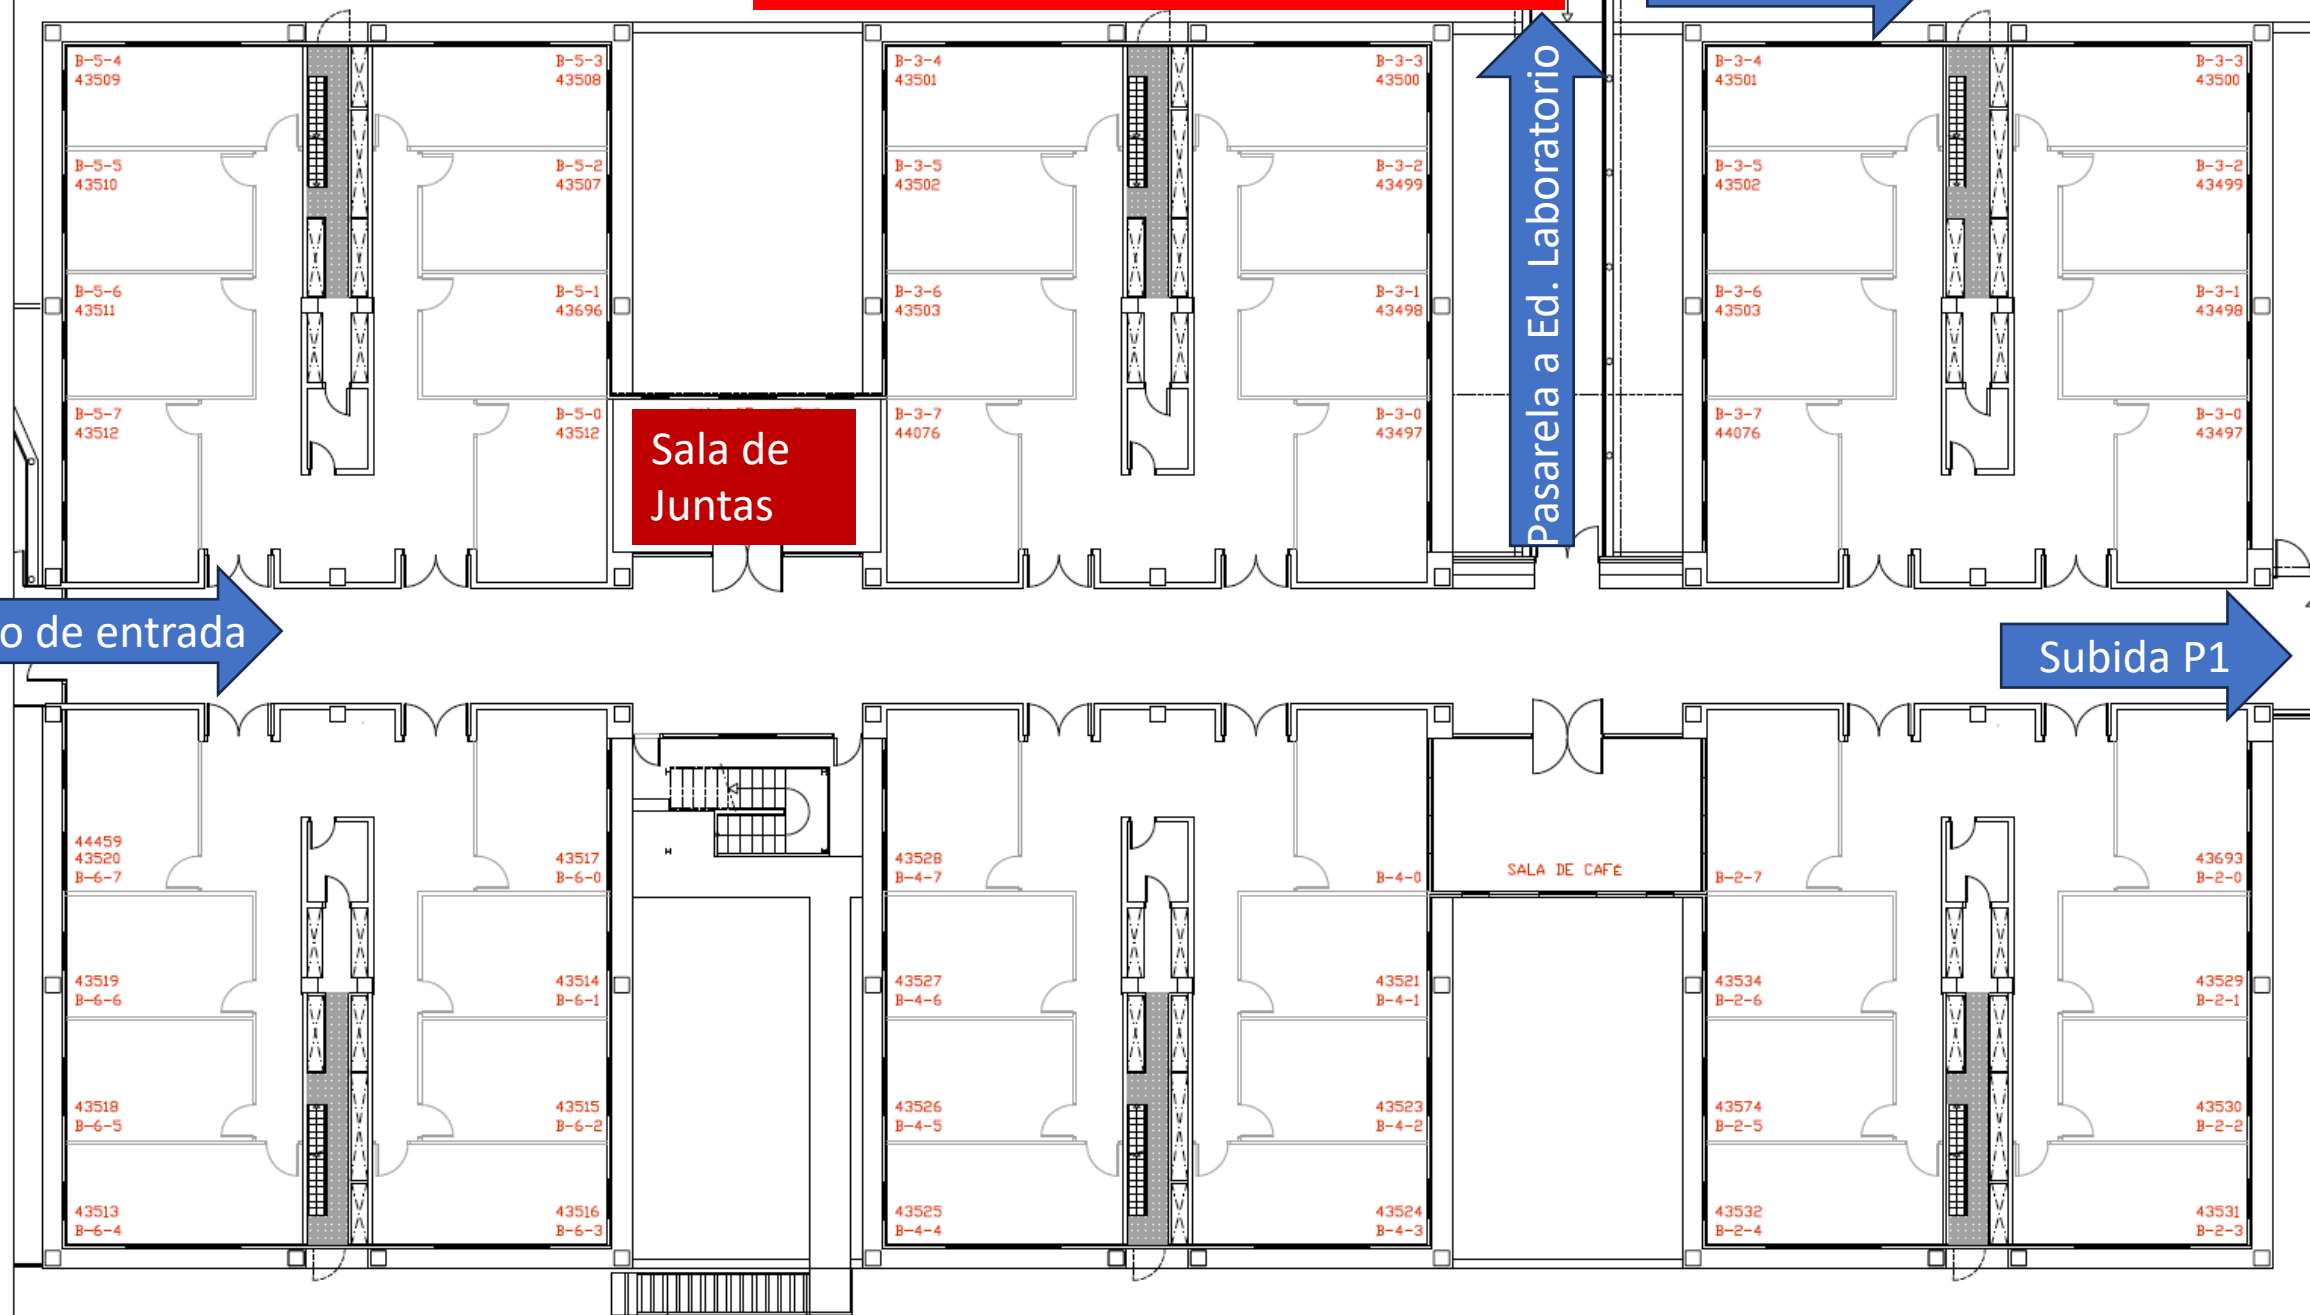 B-5-4
43509
B-5-3
43508
B-5-5
43510
B-5-2
43507
B-5-6
43511
B-5-1
43696
B-5-7
43512
B-5-0
43512
Sala de
Juntas
B-3-4
43501
B-3-3
43500
B-3-5
43502
B-3-2
43499
B-3-6
43503
B-3-1
43498
B-3-7
44076
B-3-0
43497
Pasarela a Ed. Laboratorio
B-3-4
43501
B-3-3
43500
B-3-5
43502
B-3-2
43499
B-3-6
43503
B-3-1
43498
B-3-7
44076
B-3-0
43497
o de entrada
Subida P1
44459
43520
B-6-7
43517
B-6-0
43519
B-6-6
43514
B-6-1
43518
B-6-5
43515
B-6-2
43513
B-6-4
43516
B-6-3
43528
B-4-7
B-4-0
43527
B-4-6
43521
B-4-1
43526
B-4-5
43523
B-4-2
43525
B-4-4
43524
B-4-3
SALA DE CAFÉ
B-2-7
43693
B-2-0
43534
B-2-6
43529
B-2-1
43574
B-2-5
43530
B-2-2
43532
B-2-4
43531
B-2-3